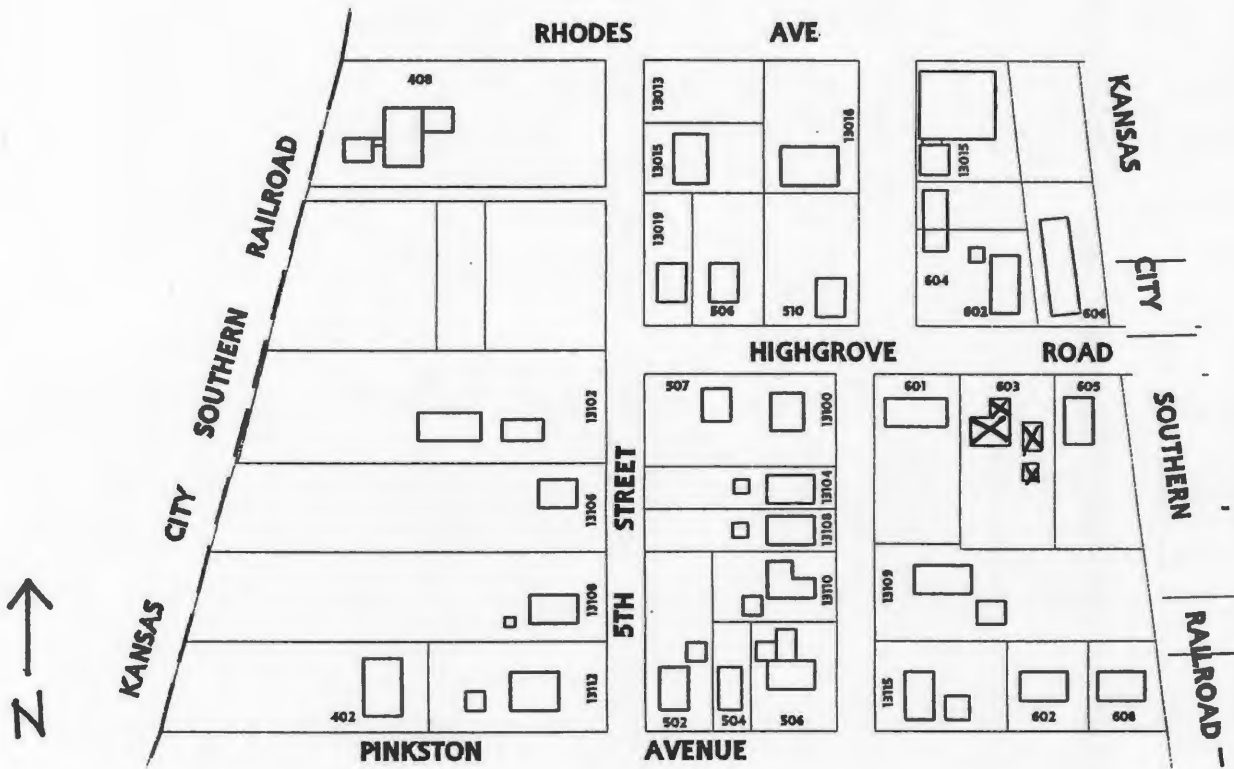 RHODES AVE
408
13013
13015
13016
13015
KANSAS
RAILROAD
13019
506
510
604
602
606
CITY
SOUTHERN
HIGHGROVE ROAD
13102
507
13100
601
603
605
SOUTHERN
CITY
13106
STREET
13104
13108
KANSAS
13108
5TH
13110
13109
RAILROAD
N
402
13112
502
504
506
13115
602
608
PINKSTON AVENUE